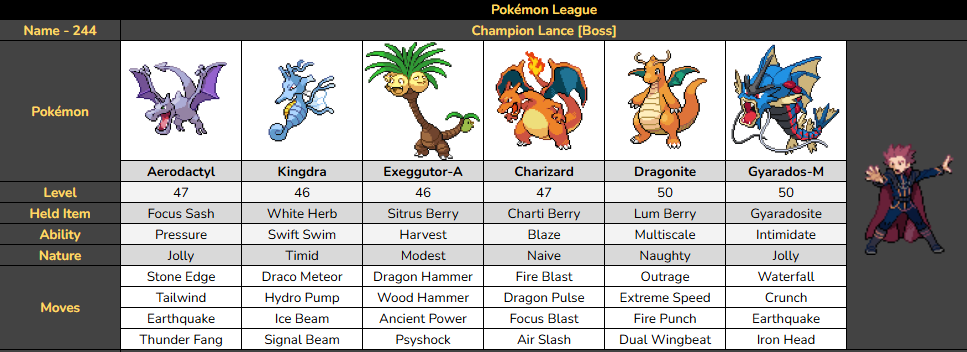 Pokémon League
Name - 244 Champion Lance [Boss]
Pokémon
Aerodactyl Kingdra Exeggutor-A Charizard Dragonite Gyarados-M
Level 47 46 46 47 50 50
Held Item Focus Sash White Herb Sitrus Berry Charti Berry Lum Berry Gyaradosite
Ability Pressure Swift Swim Harvest Blaze Multiscale Intimidate
Nature Jolly Timid Modest Naive Naughty Jolly
Moves
Stone Edge Draco Meteor Dragon Hammer Fire Blast Outrage Waterfall
Tailwind Hydro Pump Wood Hammer Dragon Pulse Extreme Speed Crunch
Earthquake Ice Beam Ancient Power Focus Blast Fire Punch Earthquake
Thunder Fang Signal Beam Psyshock Air Slash Dual Wingbeat Iron Head